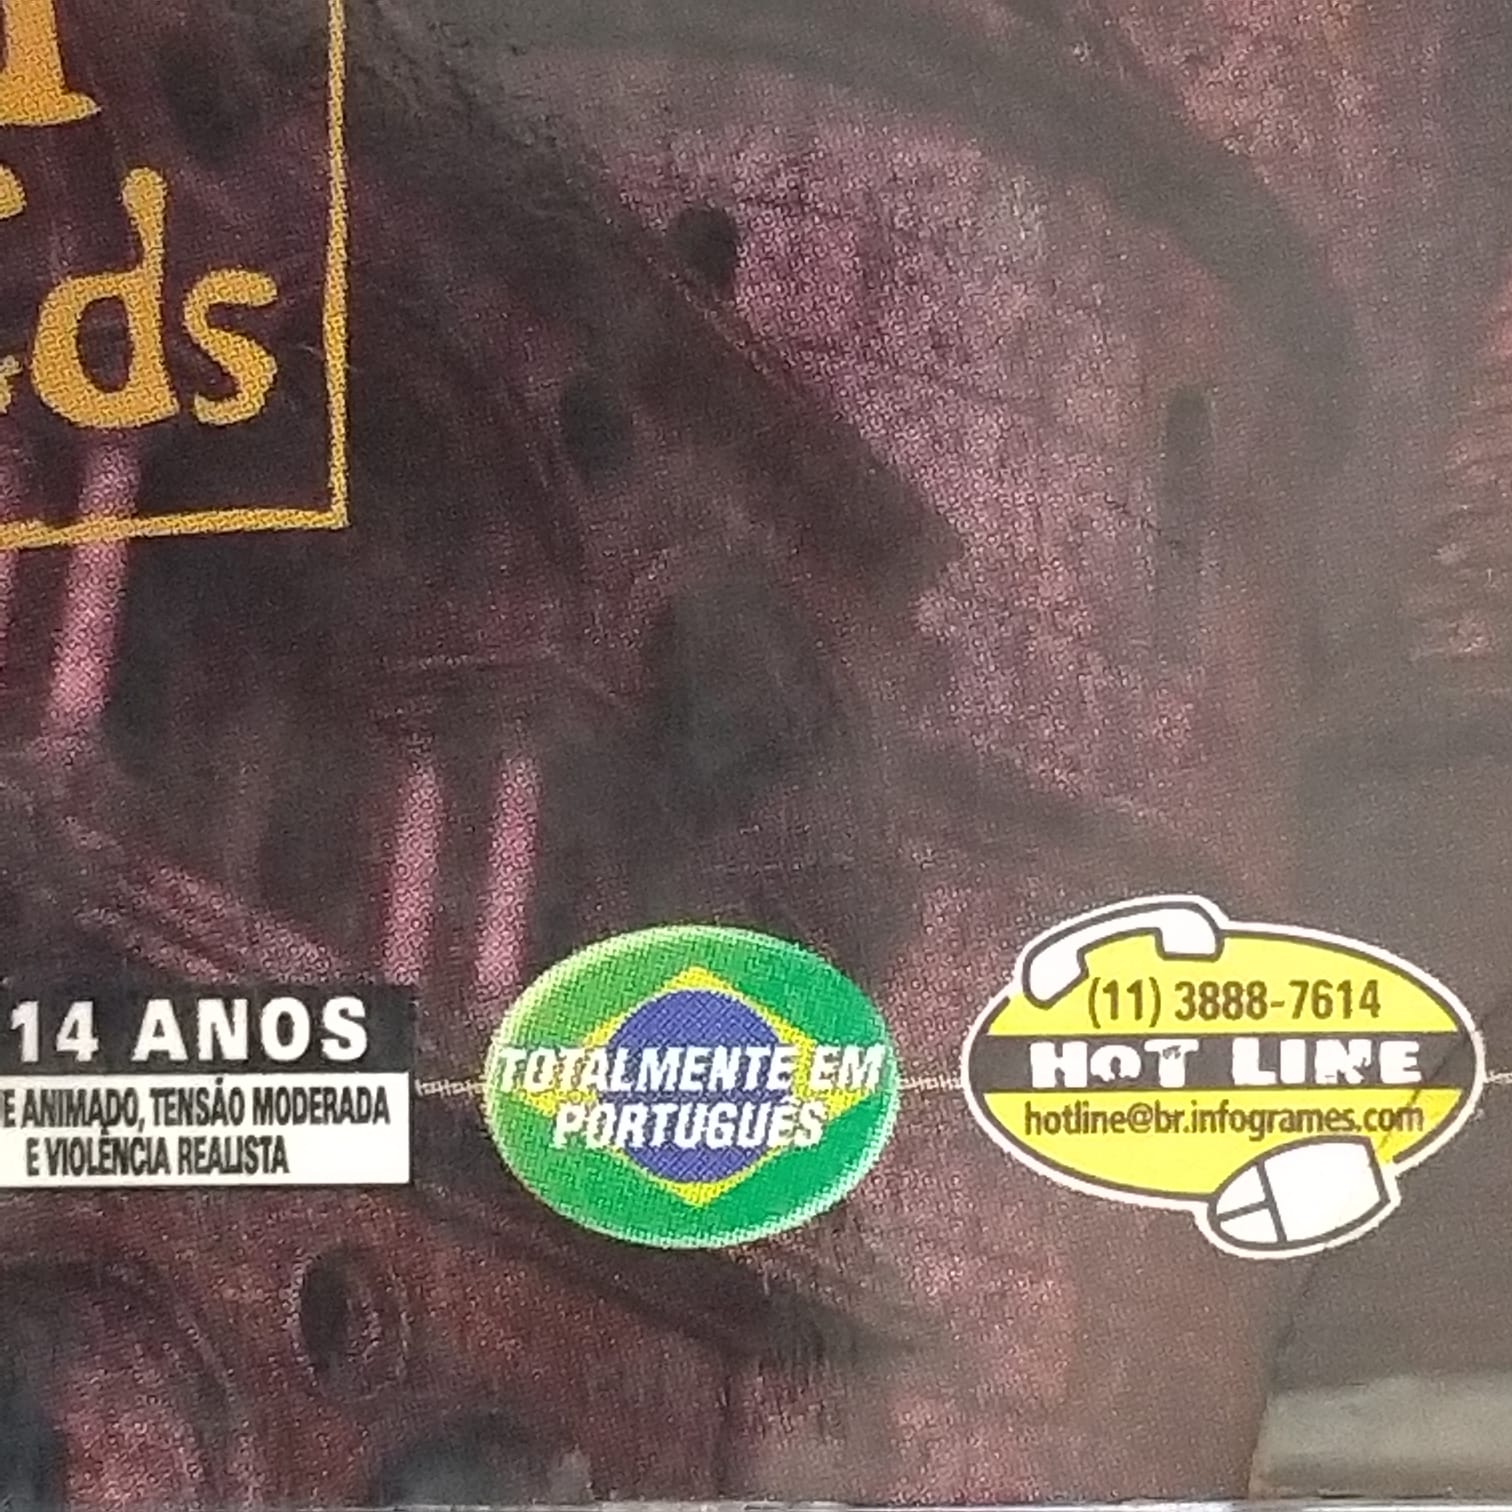 ds
14 ANOS
E ANIMADO, TENSÃO MODERADA
E VIOLÊNCIA REALISTA
TOTALMENTE EM
PORTUGUÊS
(11) 3888-7614
HOT LINE
hotline@br.infogrames.com